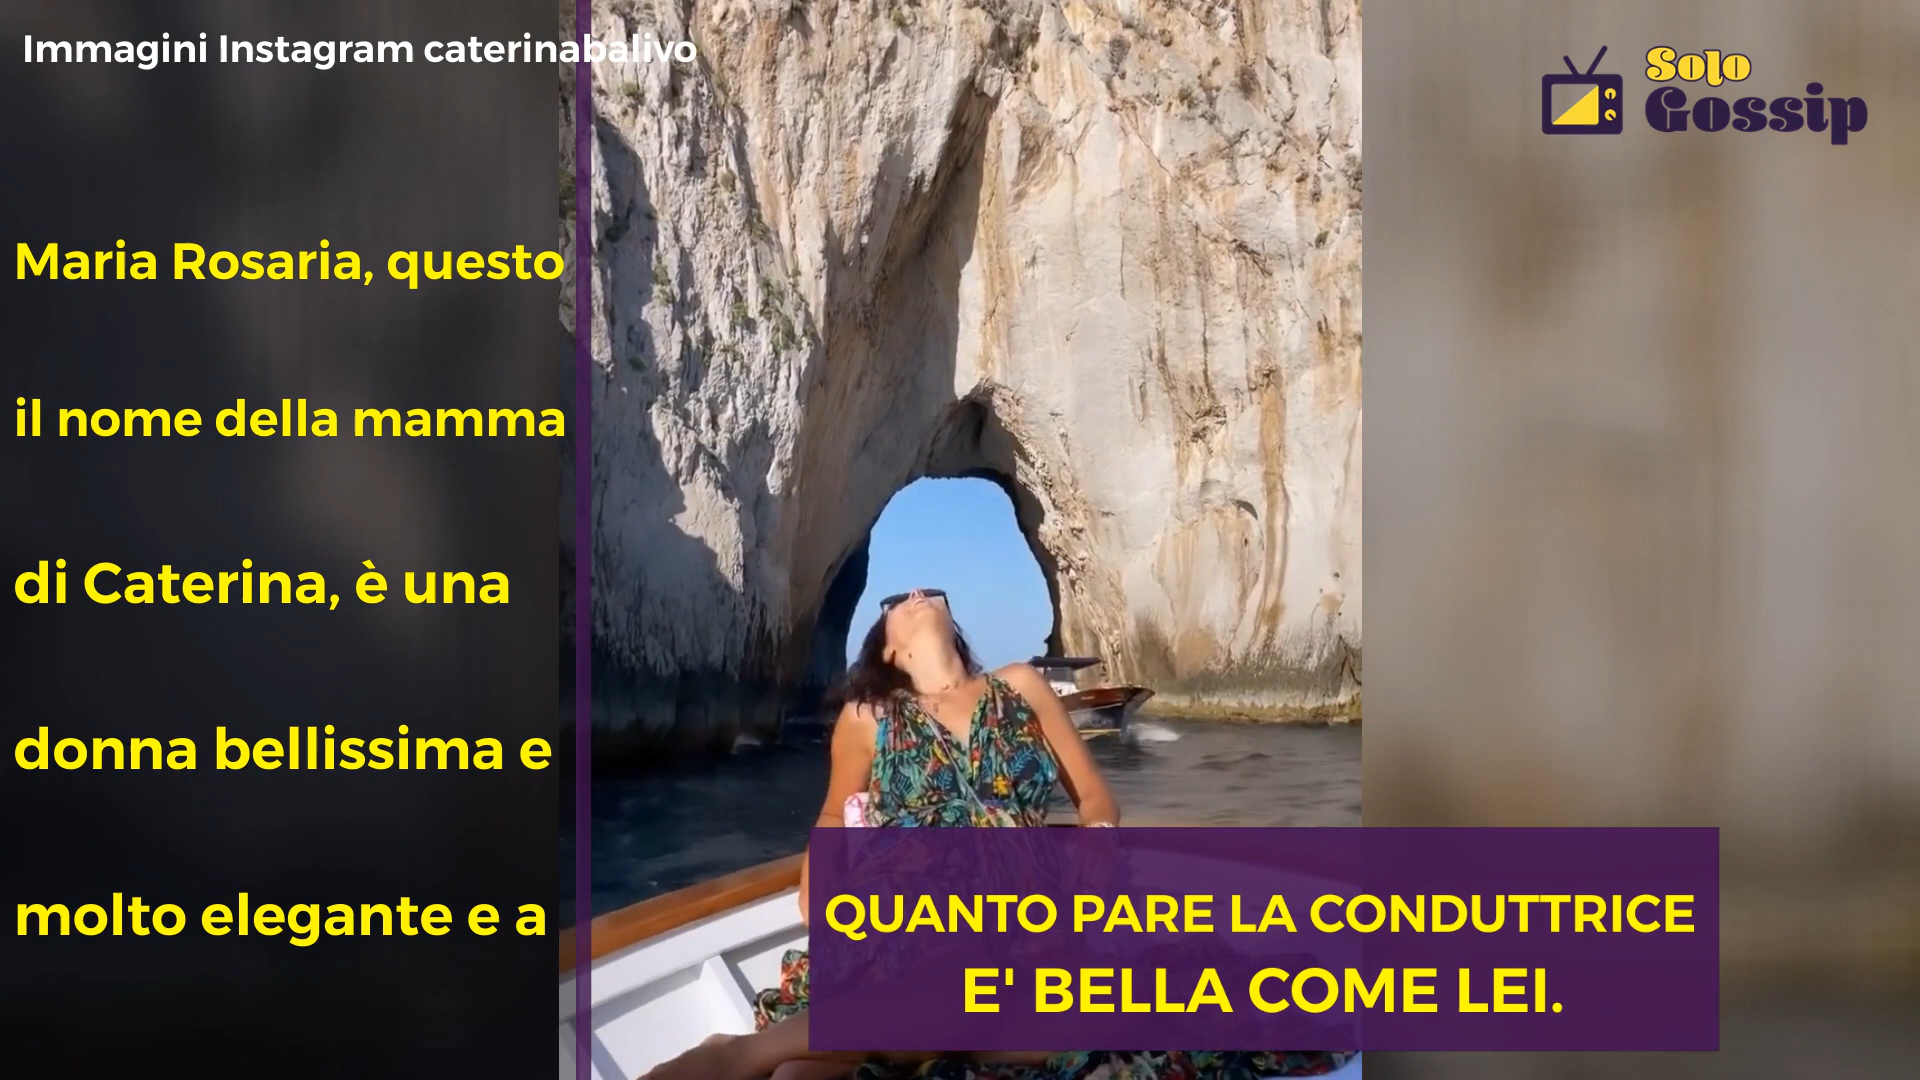 Immagini Instagram caterinabalivo
Solo
Gossip
Maria Rosaria, questo
il nome della mamma
di Caterina, è una
donna bellissima e
molto elegante e a
QUANTO PARE LA CONDUTTRICE
E' BELLA COME LEI.